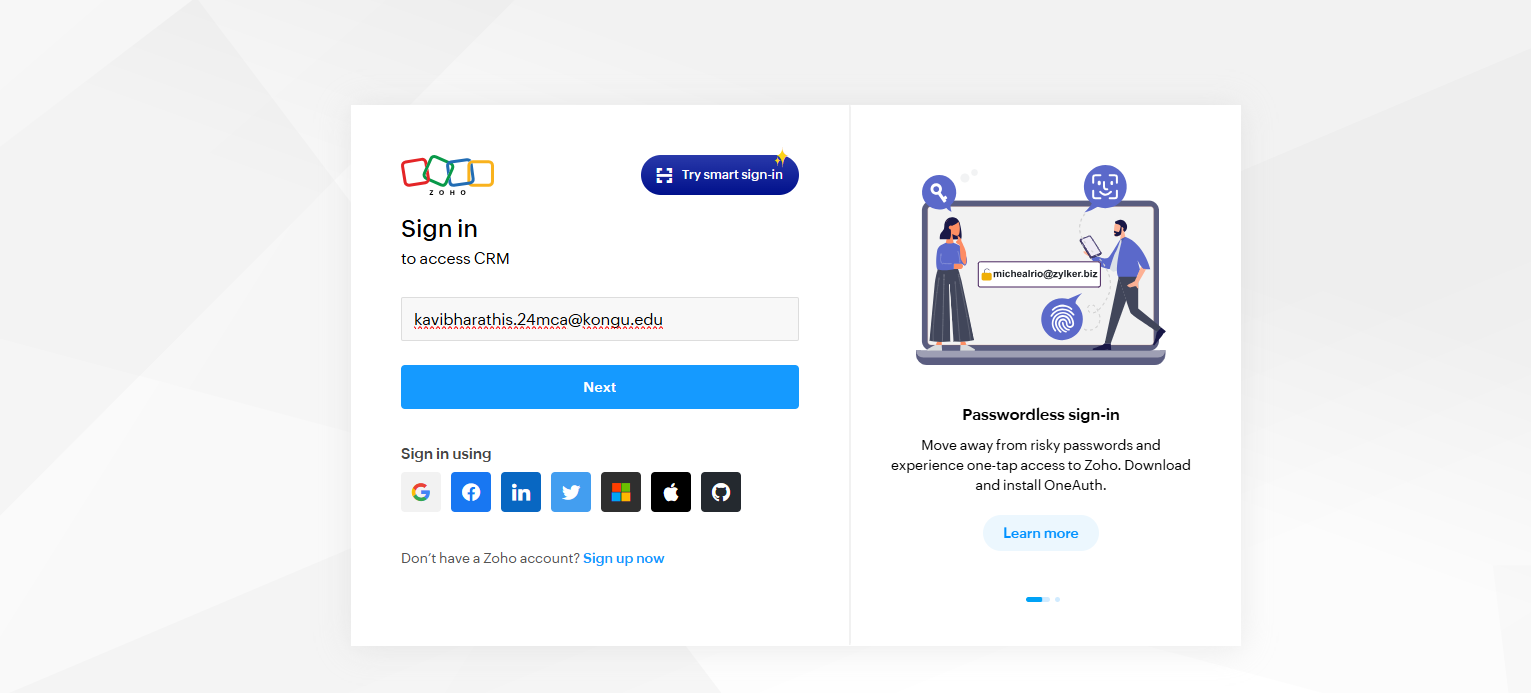 ZOHO
Try smart sign-in
Sign in
to access CRM
kavibharathis.24mca@kongu.edu
Next
Sign in using
Don't have a Zoho account? Sign up now
michealrio@zylker.biz
Passwordless sign-in
Move away from risky passwords and
experience one-tap access to Zoho. Download
and install OneAuth.
Learn more